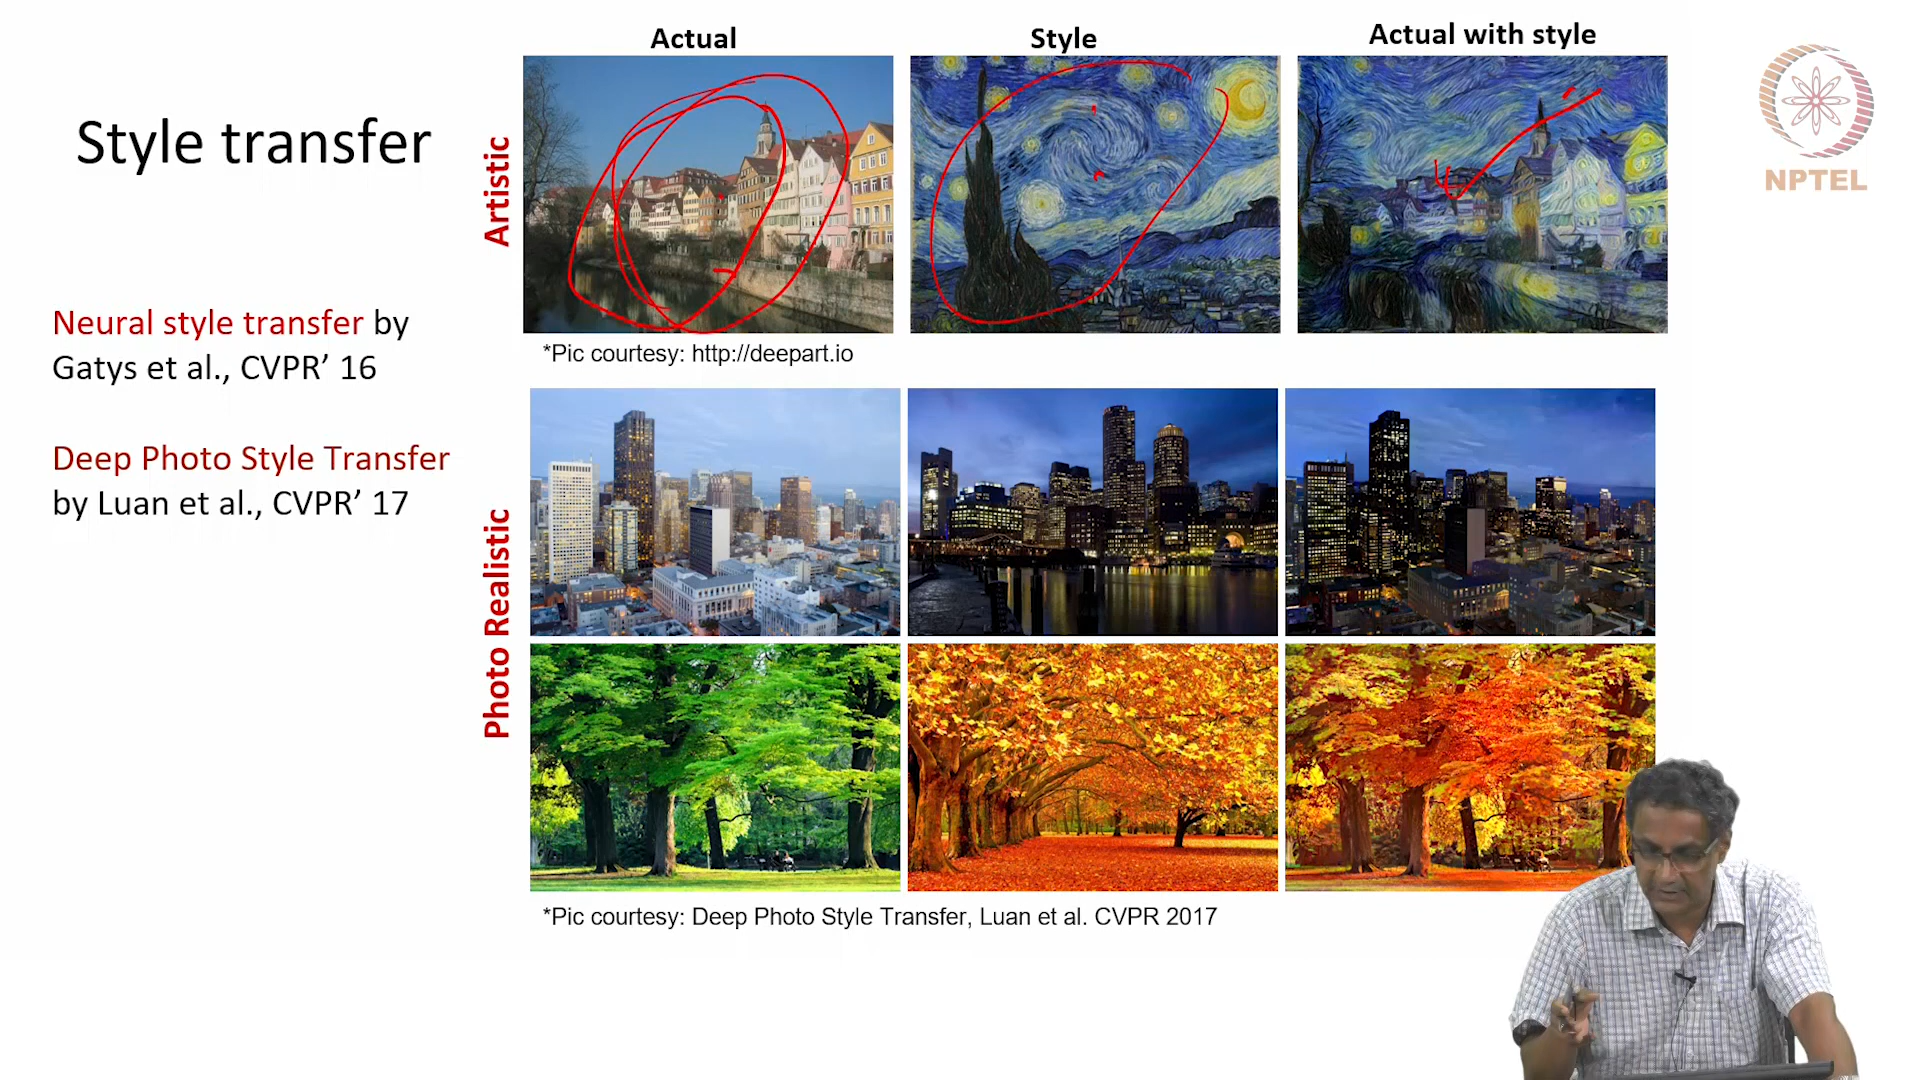 Style transfer
Neural style transfer by
Gatys et al., CVPR’ 16
Deep Photo Style Transfer
by Luan et al., CVPR’ 17
Actual
Style
Actual with style
Artistic
*Pic courtesy: http://deepart.io
Photo Realistic
*Pic courtesy: Deep Photo Style Transfer, Luan et al. CVPR 2017
NPTEL